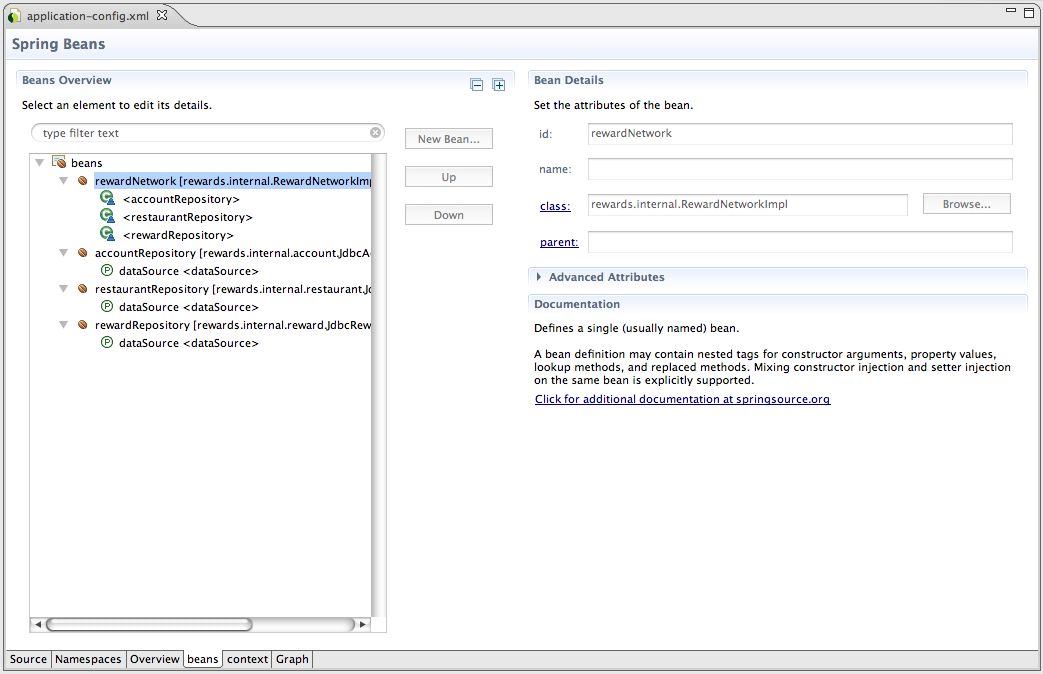 application-config.xml
Spring Beans
Beans Overview
Select an element to edit its details.
type filter text
beans
rewardNetwork [rewards.internal.RewardNetworkImp
<accountRepository>
<restaurantRepository>
<rewardRepository>
accountRepository [rewards.internal.account.JdbcA
dataSource <dataSource>
restaurantRepository [rewards.internal.restaurant.Jd
dataSource <dataSource>
rewardRepository [rewards.internal.reward.JdbcRew
dataSource <dataSource>
New Bean...
Up
Down
Bean Details
Set the attributes of the bean.
id: rewardNetwork
name:
class: rewards.internal.RewardNetworkImpl Browse...
parent:
Advanced Attributes
Documentation
Defines a single (usually named) bean.
A bean definition may contain nested tags for constructor arguments, property values,
lookup methods, and replaced methods. Mixing constructor injection and setter injection
on the same bean is explicitly supported.
Click for additional documentation at springsource.org
Source Namespaces Overview beans context Graph